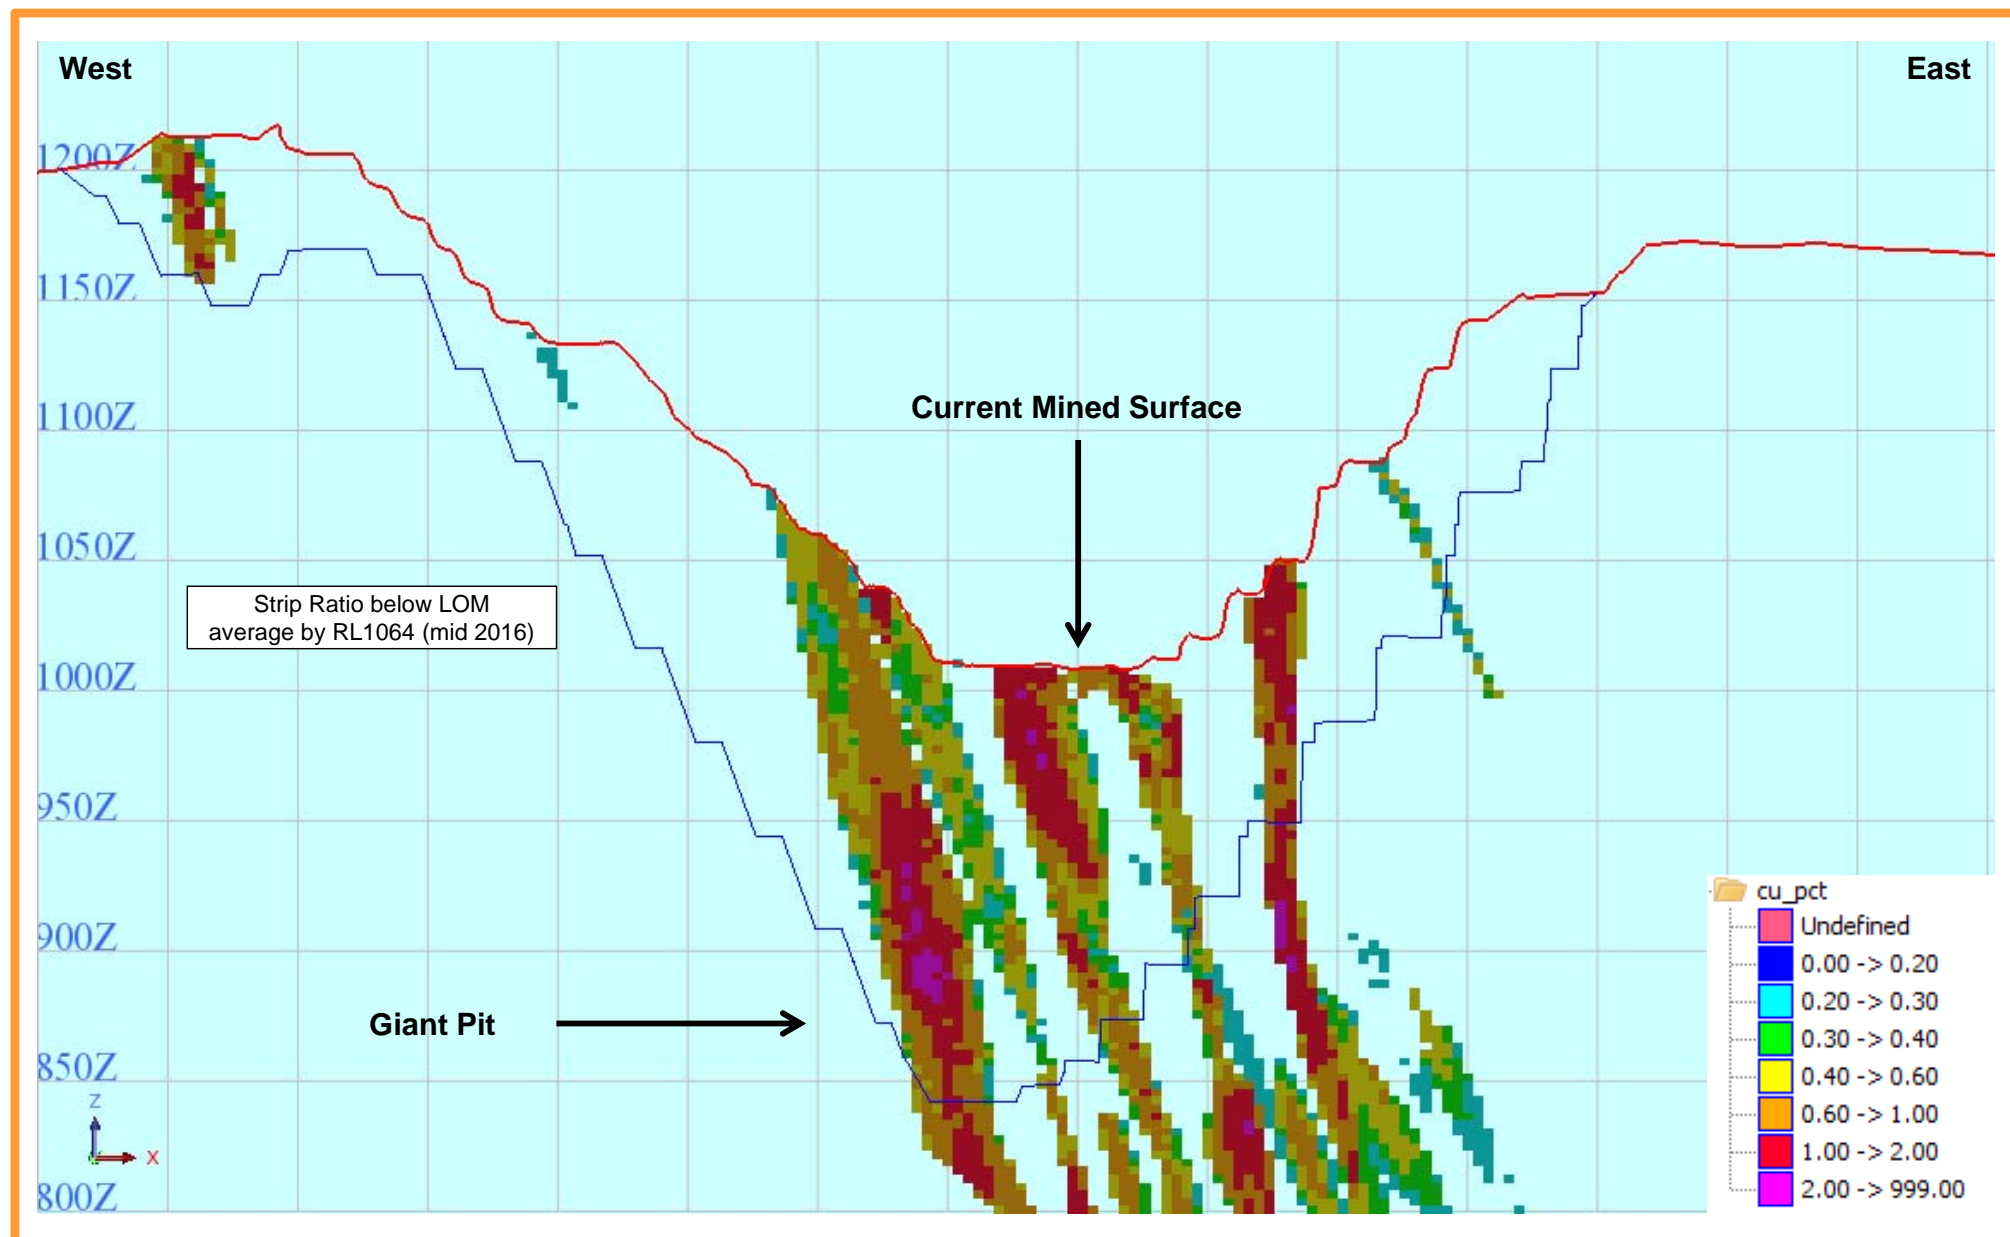 West
East
1200Z
1150Z
1100Z
Current Mined Surface
1050Z
Strip Ratio below LOM
average by RL1064 (mid 2016)
1000Z
950Z
900Z
Giant Pit
850Z
800Z
Z
X
cu_pct
Undefined
0.00 -> 0.20
0.20 -> 0.30
0.30 -> 0.40
0.40 -> 0.60
0.60 -> 1.00
1.00 -> 2.00
2.00 -> 999.00